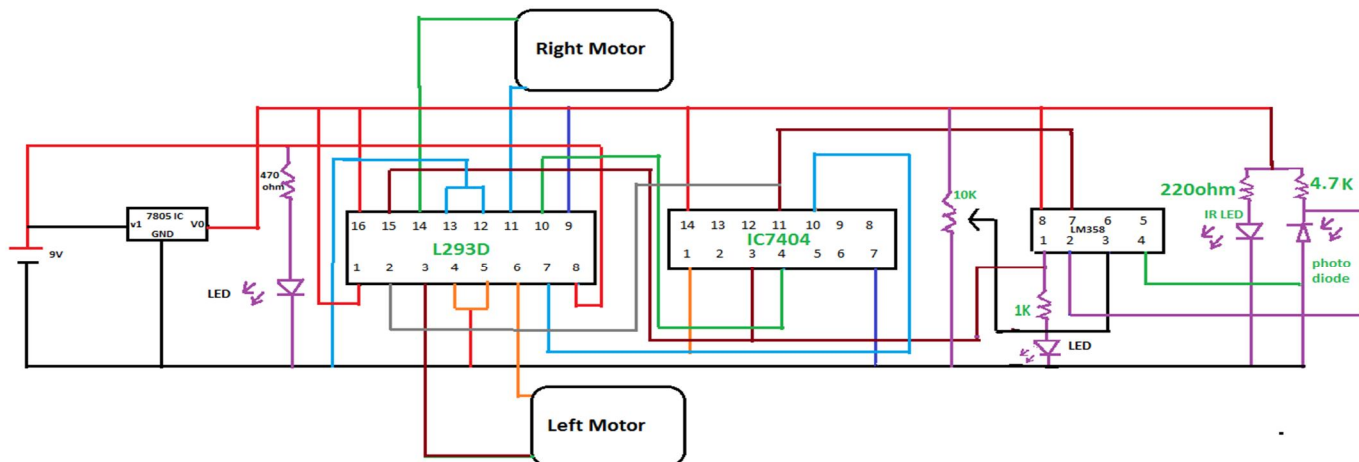 Right Motor
470
ohm
7805 IC
v1 V0
GND
9V
LED
16 15 14 13 12 11 10 9
L293D
1 2 3 4 5 6 7 8
14 13 12 11 10 9 8
IC7404
1 2 3 4 5 6 7
10K
8 7 6 5
LM358
1 2 3 4
1K
LED
220ohm
4.7K
IR LED
photo
diode
Left Motor